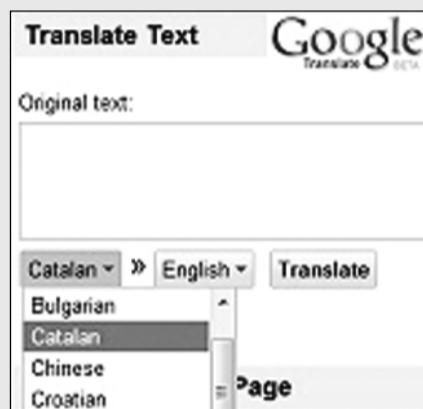 Translate Text
Google
Translate BETA
Original text:
Catalan » English Translate
Bulgarian
Catalan
Chinese
Croatian
Page